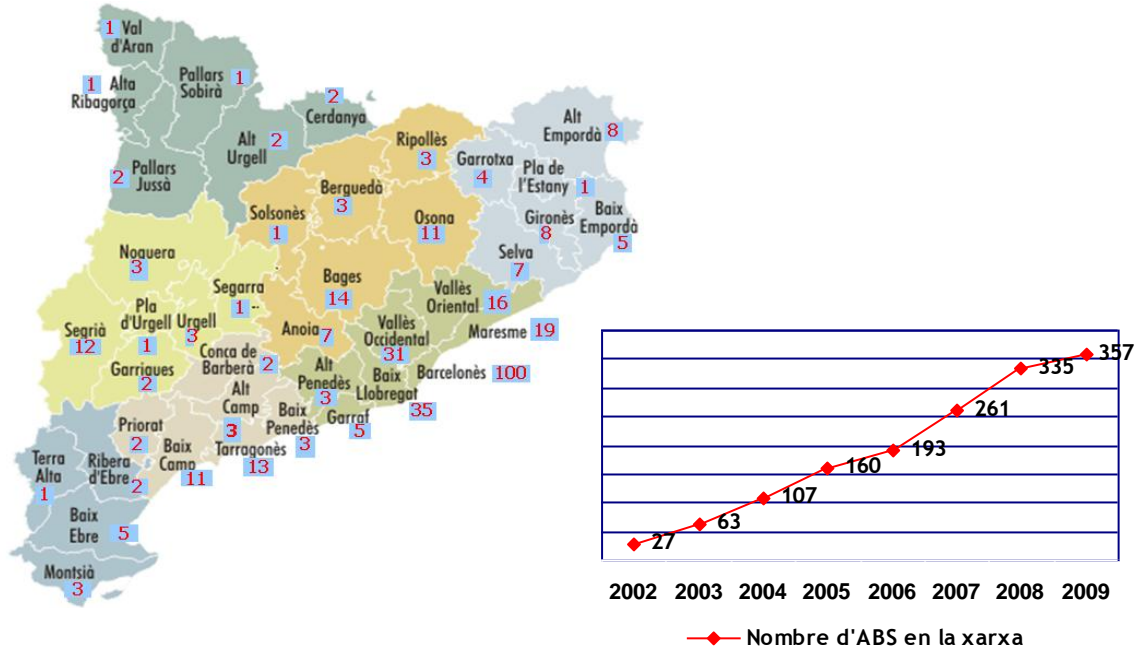 1 Val
d'Aran
1 Alta
Ribagorça
Pallars 1
Sobirà
2
Cerdanya
Alt 2
Urgell
2 Pallars
Jussà
Ripollès
3
Berguedà
3
Solsonès
1
Osona
11
Bages
14
Anoia 7
Alt
Empordà 8
Garrotxa
4
Pla de
l'Estany 1
Gironès
8
Baix
Empordà
5
Selva
7
Noguera
3
Segarra
1 --
Pla
d'Urgell
1
Urgell
3
Segrià
12
Garrigues
2
Conca de
Barberà 2
Alt
Camp
3
Priorat
2
Baix
Camp
11
Tarragonès
13
Baix
Penedès
3
Vallès
Oriental 16
Maresme 19
Vallès
Occidental
31
Barcelonès 100
Alt
Penedès
3
Baix
Llobregat
35
Garraf
5
Terra
Alta
1
Ribera
d'Ebre
2
Baix
Ebre 5
Montsià
3
357
335
261
193
160
107
63
27
2002 2003 2004 2005 2006 2007 2008 2009
Nombre d'ABS en la xarxa